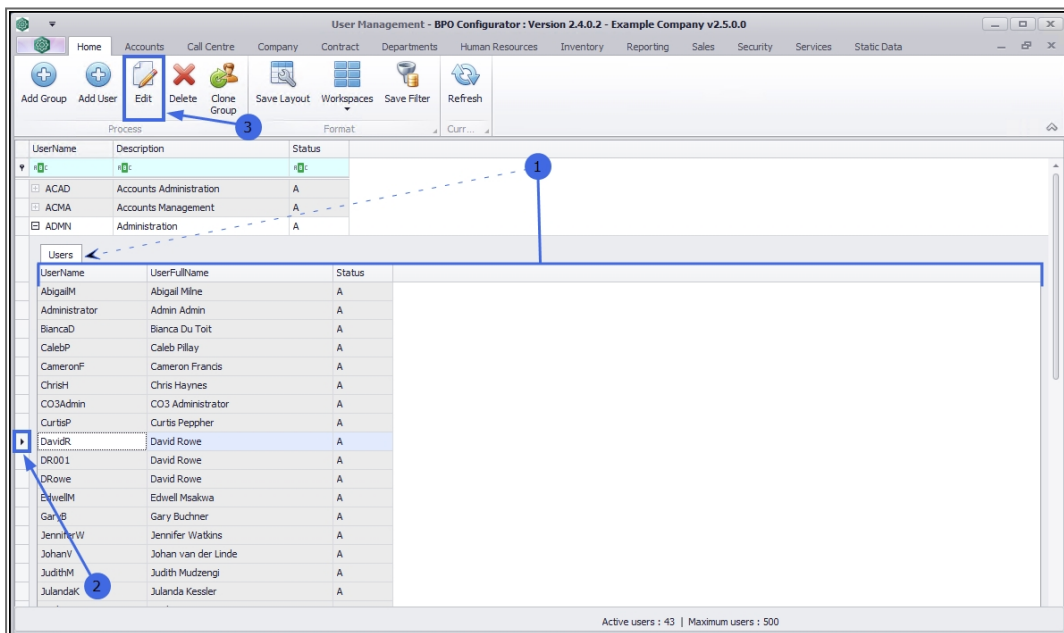 User Management - BPO Configurator : Version 2.4.0.2 - Example Company v2.5.0.0
Home Accounts Call Centre Company Contract Departments Human Resources Inventory Reporting Sales Security Services Static Data
Add Group Add User Edit Delete Clone Group Save Layout Workspaces Save Filter Refresh
Process Format Curr...
3
UserName Description Status
1
ACAD Accounts Administration A
ACMA Accounts Management A
ADMN Administration A
Users
UserName UserFullName Status
AbigailM Abigail Milne A
Administrator Admin Admin A
BiancaD Bianca Du Toit A
CalebP Caleb Pillay A
CameronF Cameron Francis A
ChrisH Chris Haynes A
CO3Admin CO3 Administrator A
CurtisP Curtis Peppher A
DavidR David Rowe A
DR001 David Rowe A
DRowe David Rowe A
EdwellM Edwell Msakwa A
GaryB Gary Buchner A
JenniferW Jennifer Watkins A
JohanV Johan van der Linde A
JudithM Judith Mudzengi A
JulandaK Julanda Kessler A
2
Active users : 43 | Maximum users : 500